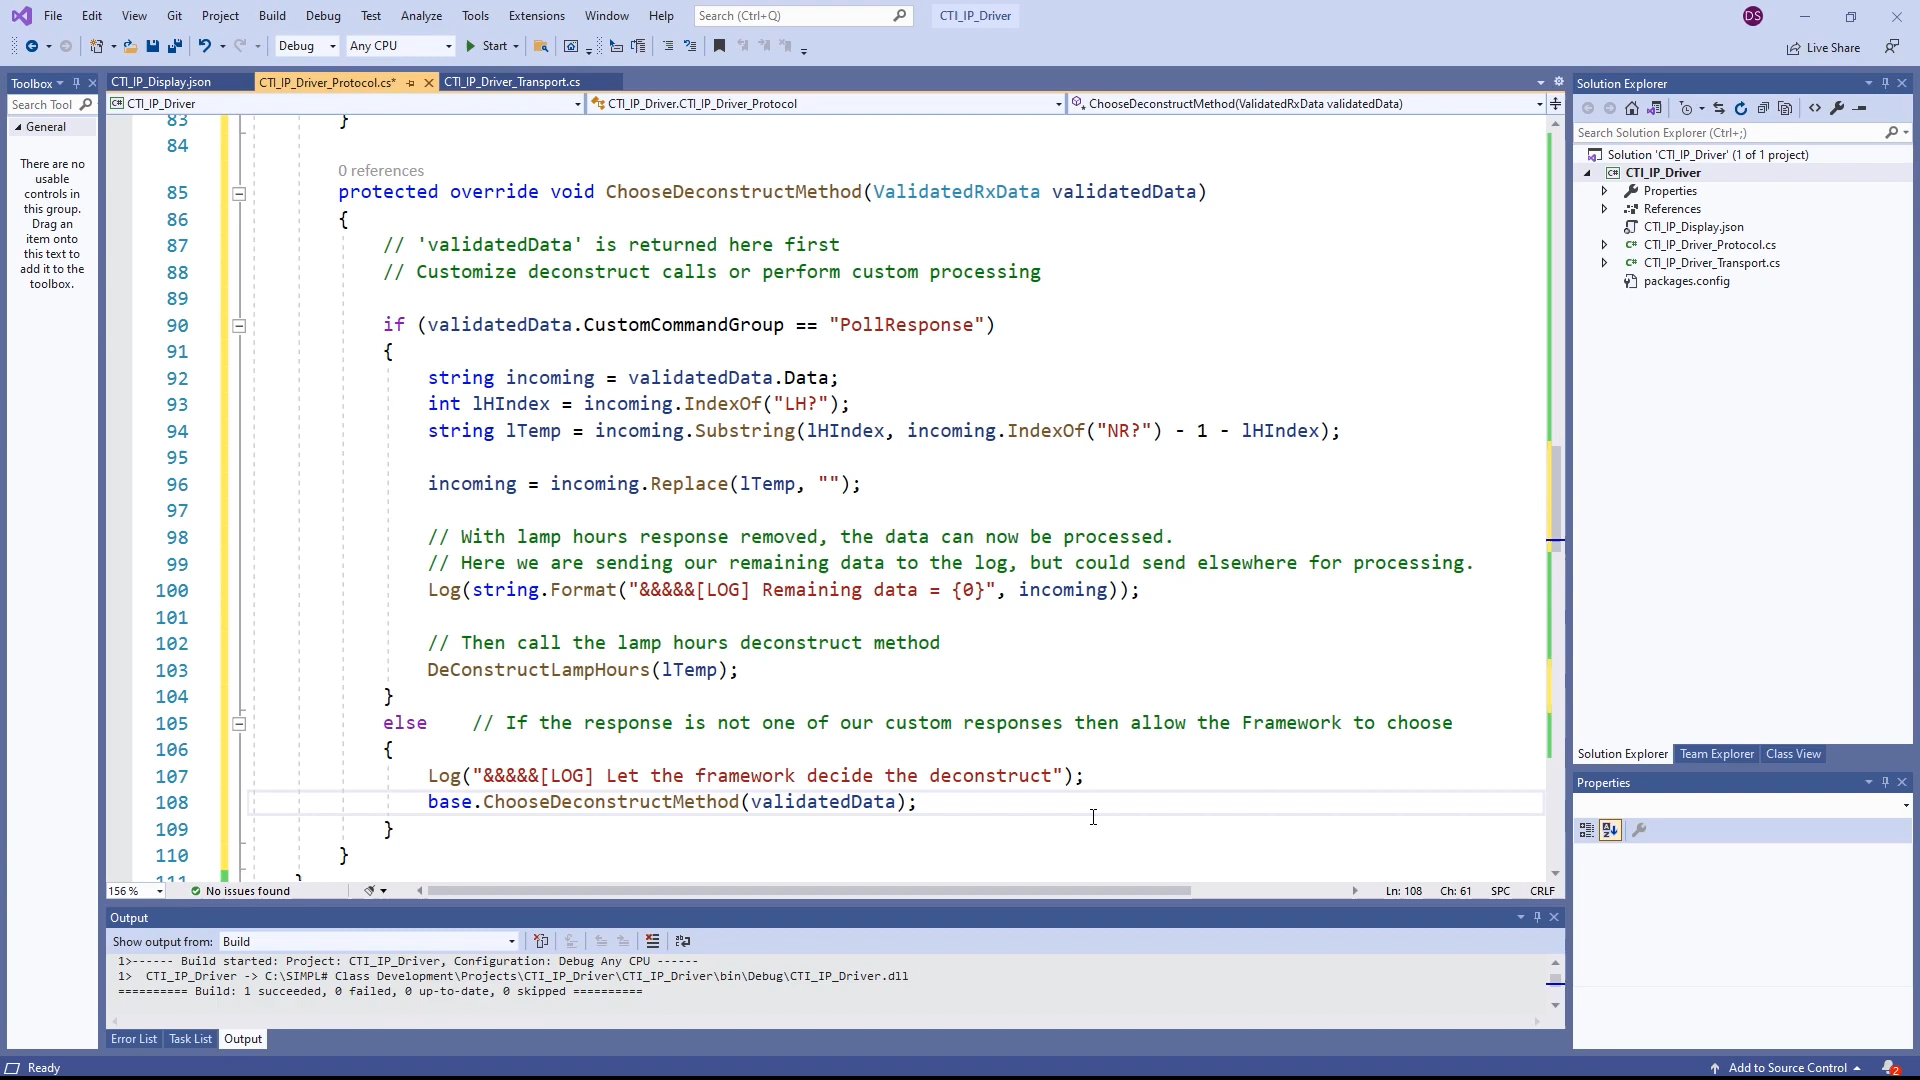 File Edit View Git Project Build Debug Test Analyze Tools Extensions Window Help Search (Ctrl+Q) CTI_IP_Driver DS
Debug Any CPU Start Live Share
Toolbox
Search Tool
General
There are no
usable
controls in
this group.
Drag an
item onto
this text to
add it to the
toolbox.
CTI_IP_Display.json CTI_IP_Driver_Protocol.cs* CTI_IP_Driver_Transport.cs
CTI_IP_Driver CTI_IP_Driver.CTI_IP_Driver_Protocol ChooseDeconstructMethod(ValidatedRxData validatedData)
83 }
84
0 references
85 protected override void ChooseDeconstructMethod(ValidatedRxData validatedData)
86 {
87 // 'validatedData' is returned here first
88 // Customize deconstruct calls or perform custom processing
89
90 if (validatedData.CustomCommandGroup == "PollResponse")
91 {
92 string incoming = validatedData.Data;
93 int lHIndex = incoming.IndexOf("LH?");
94 string lTemp = incoming.Substring(lHIndex, incoming.IndexOf("NR?") - 1 - lHIndex);
95
96 incoming = incoming.Replace(lTemp, "");
97
98 // With lamp hours response removed, the data can now be processed.
99 // Here we are sending our remaining data to the log, but could send elsewhere for processing.
100 Log(string.Format("&&&&&[LOG] Remaining data = {0}", incoming));
101
102 // Then call the lamp hours deconstruct method
103 DeConstructLampHours(lTemp);
104 }
105 else // If the response is not one of our custom responses then allow the Framework to choose
106 {
107 Log("&&&&&[LOG] Let the framework decide the deconstruct");
108 base.ChooseDeconstructMethod(validatedData);
109 }
110 }
111 }
156 % No issues found Ln: 108 Ch: 61 SPC CRLF
Output
Show output from: Build
1>------ Build started: Project: CTI_IP_Driver, Configuration: Debug Any CPU ------
1> CTI_IP_Driver -> C:\SIMPL# Class Development\Projects\CTI_IP_Driver\CTI_IP_Driver\bin\Debug\CTI_IP_Driver.dll
========== Build: 1 succeeded, 0 failed, 0 up-to-date, 0 skipped ==========
Error List Task List Output
Solution Explorer
Search Solution Explorer (Ctrl+;)
Solution 'CTI_IP_Driver' (1 of 1 project)
CTI_IP_Driver
Properties
References
CTI_IP_Display.json
CTI_IP_Driver_Protocol.cs
CTI_IP_Driver_Transport.cs
packages.config
Solution Explorer Team Explorer Class View
Properties
Ready Add to Source Control 2